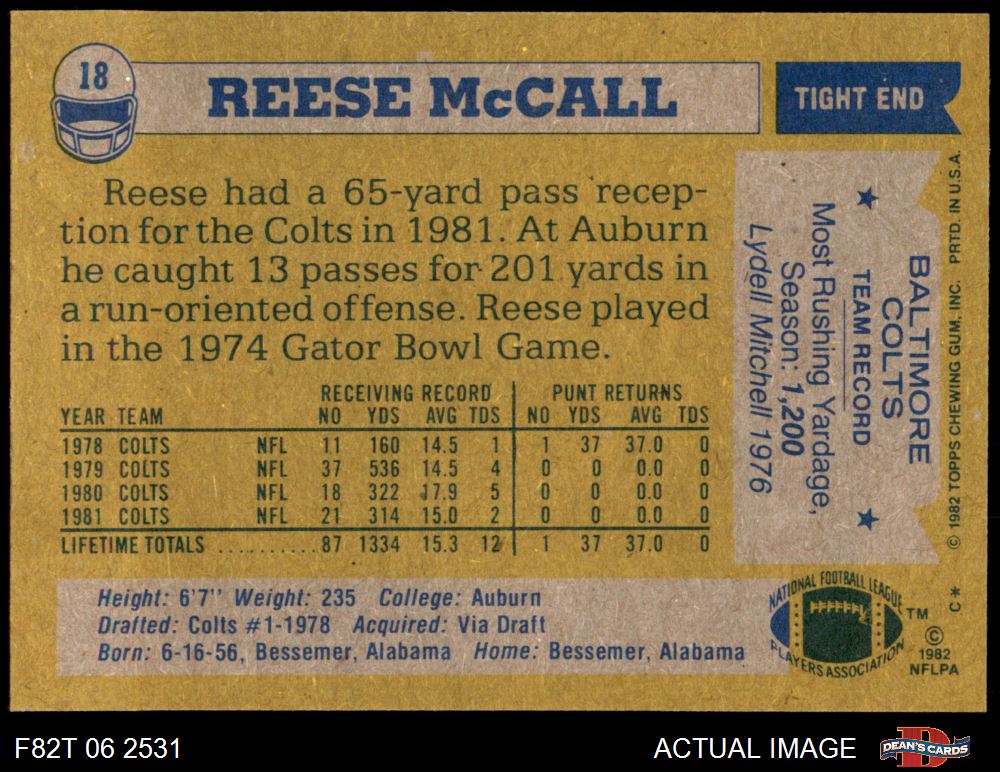 18
REESE McCALL
TIGHT END
Reese had a 65-yard pass recep-
tion for the Colts in 1981. At Auburn
he caught 13 passes for 201 yards in
a run-oriented offense. Reese played
in the 1974 Gator Bowl Game.
RECEIVING RECORD PUNT RETURNS
YEAR TEAM NO YDS AVG TDS NO YDS AVG TDS
1978 COLTS NFL 11 160 14.5 1 1 37 37.0 0
1979 COLTS NFL 37 536 14.5 4 0 0 0.0 0
1980 COLTS NFL 18 322 17.9 5 0 0 0.0 0
1981 COLTS NFL 21 314 15.0 2 0 0 0.0 0
LIFETIME TOTALS .......... 87 1334 15.3 12 1 37 37.0 0
BALTIMORE
COLTS
TEAM RECORD
Most Rushing Yardage,
Season: 1,200
Lydell Mitchell 1976
© 1982 TOPPS CHEWING GUM, INC. PRTD. IN U.S.A.
Height: 6'7" Weight: 235 College: Auburn
Drafted: Colts #1-1978 Acquired: Via Draft
Born: 6-16-56, Bessemer, Alabama Home: Bessemer, Alabama
NATIONAL FOOTBALL LEAGUE
PLAYERS ASSOCIATION
TM
C*
©
1982
NFLPA
F82T 06 2531
ACTUAL IMAGE
DEAN'S CARDS